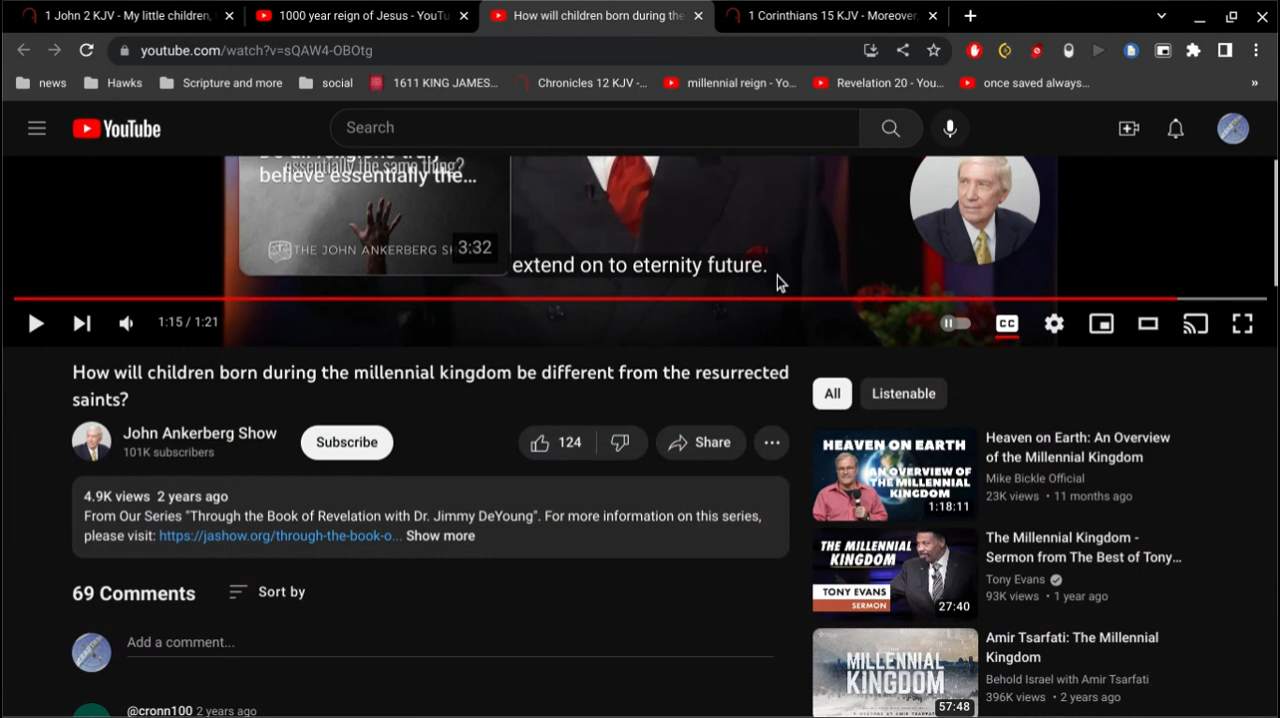 1 John 2 KJV - My little children,
1000 year reign of Jesus - YouTu
How will children born during the
1 Corinthians 15 KJV - Moreover,
youtube.com/watch?v=sQAW4-OBOtg
news
Hawks
Scripture and more
social
1611 KING JAMES...
Chronicles 12 KJV -...
millennial reign - Yo...
Revelation 20 - You...
once saved always...
»
YouTube
Search
essentially the same thing?
believe essentially the...
THE JOHN ANKERBERG SH
3:32
extend on to eternity future.
1:15 / 1:21
CC
How will children born during the millennial kingdom be different from the resurrected
saints?
John Ankerberg Show
101K subscribers
Subscribe
124
Share
4.9K views 2 years ago
From Our Series "Through the Book of Revelation with Dr. Jimmy DeYoung". For more information on this series,
please visit: https://jashow.org/through-the-book-o... Show more
69 Comments
Sort by
Add a comment...
@cronn100 2 years ago
All
Listenable
HEAVEN ON EARTH
AN OVERVIEW OF
THE MILLENNIAL
KINGDOM
1:18:11
Heaven on Earth: An Overview
of the Millennial Kingdom
Mike Bickle Official
23K views • 11 months ago
THE MILLENNIAL
KINGDOM
TONY EVANS
SERMON
27:40
The Millennial Kingdom -
Sermon from The Best of Tony...
Tony Evans
93K views • 1 year ago
MILLENNIAL
KINGDOM
57:48
Amir Tsarfati: The Millennial
Kingdom
Behold Israel with Amir Tsarfati
396K views • 2 years ago